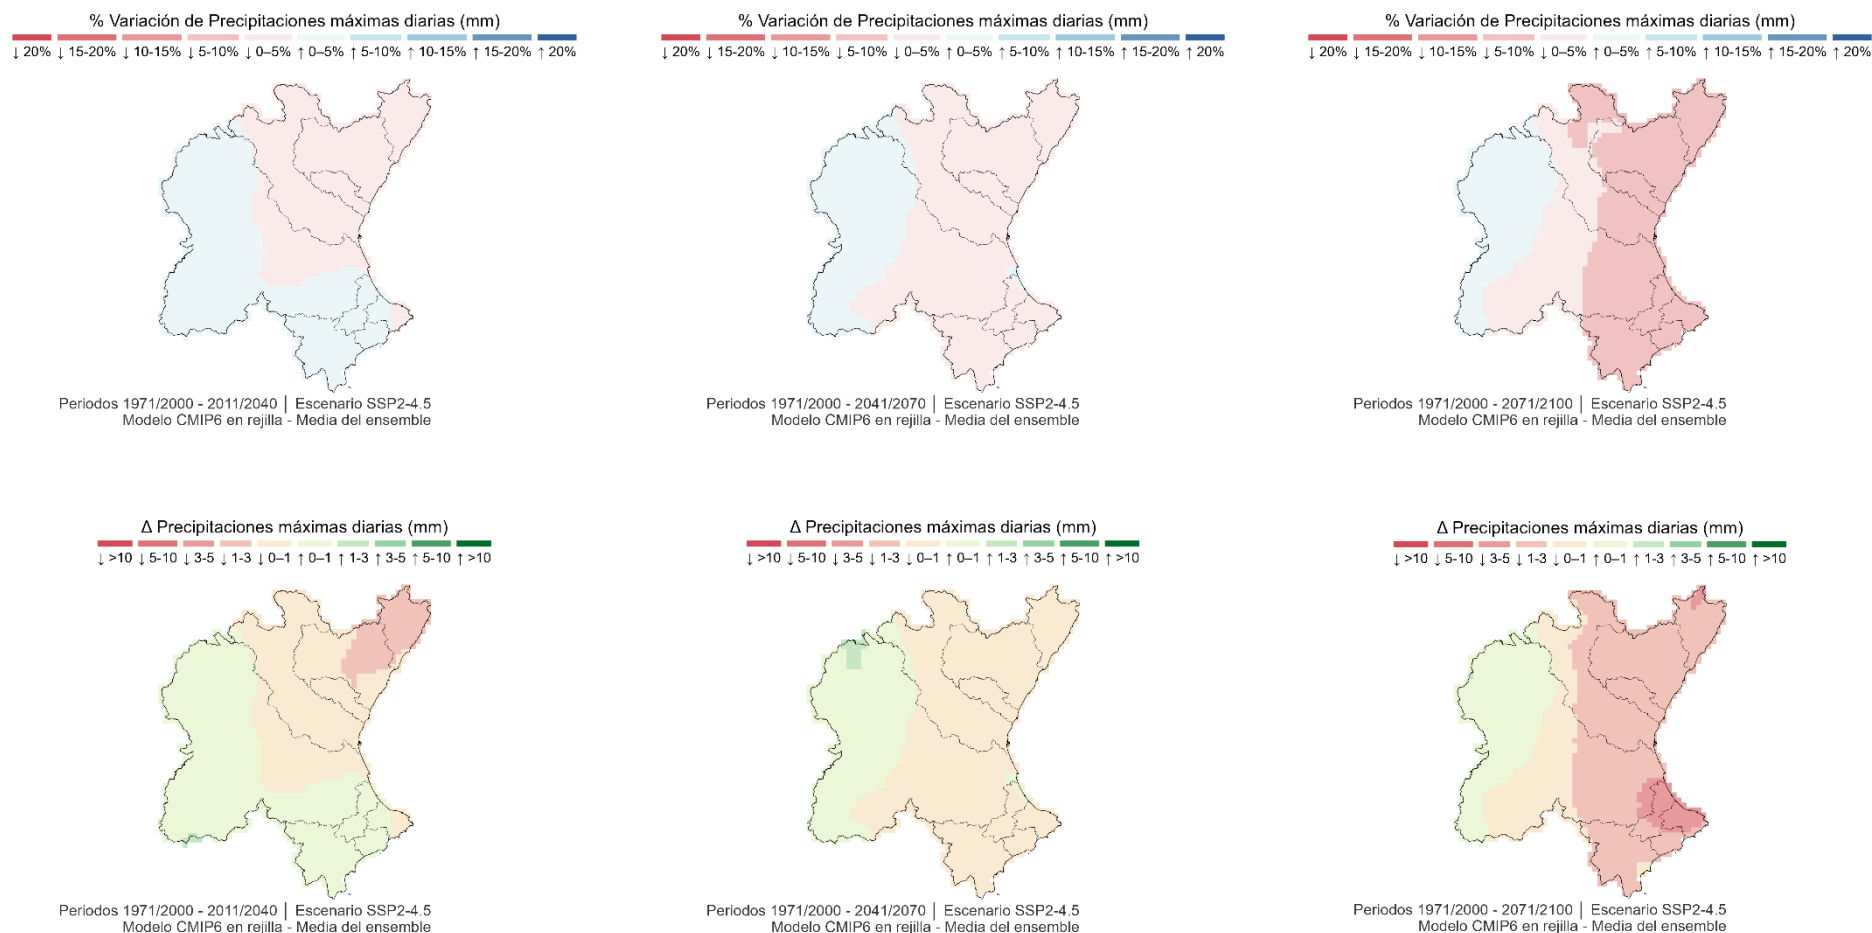 % Variación de Precipitaciones máximas diarias (mm)
↓ 20% ↓ 15-20% ↓ 10-15% ↓ 5-10% ↓ 0–5% ↑ 0–5% ↑ 5-10% ↑ 10-15% ↑ 15-20% ↑ 20%
Periodos 1971/2000 - 2011/2040 | Escenario SSP2-4.5
Modelo CMIP6 en rejilla - Media del ensemble
% Variación de Precipitaciones máximas diarias (mm)
↓ 20% ↓ 15-20% ↓ 10-15% ↓ 5-10% ↓ 0–5% ↑ 0–5% ↑ 5-10% ↑ 10-15% ↑ 15-20% ↑ 20%
Periodos 1971/2000 - 2041/2070 | Escenario SSP2-4.5
Modelo CMIP6 en rejilla - Media del ensemble
% Variación de Precipitaciones máximas diarias (mm)
↓ 20% ↓ 15-20% ↓ 10-15% ↓ 5-10% ↓ 0–5% ↑ 0–5% ↑ 5-10% ↑ 10-15% ↑ 15-20% ↑ 20%
Periodos 1971/2000 - 2071/2100 | Escenario SSP2-4.5
Modelo CMIP6 en rejilla - Media del ensemble
Δ Precipitaciones máximas diarias (mm)
↓ >10 ↓ 5-10 ↓ 3-5 ↓ 1-3 ↓ 0–1 ↑ 0–1 ↑ 1-3 ↑ 3-5 ↑ 5-10 ↑ >10
Periodos 1971/2000 - 2011/2040 | Escenario SSP2-4.5
Modelo CMIP6 en rejilla - Media del ensemble
Δ Precipitaciones máximas diarias (mm)
↓ >10 ↓ 5-10 ↓ 3-5 ↓ 1-3 ↓ 0–1 ↑ 0–1 ↑ 1-3 ↑ 3-5 ↑ 5-10 ↑ >10
Periodos 1971/2000 - 2041/2070 | Escenario SSP2-4.5
Modelo CMIP6 en rejilla - Media del ensemble
Δ Precipitaciones máximas diarias (mm)
↓ >10 ↓ 5-10 ↓ 3-5 ↓ 1-3 ↓ 0–1 ↑ 0–1 ↑ 1-3 ↑ 3-5 ↑ 5-10 ↑ >10
Periodos 1971/2000 - 2071/2100 | Escenario SSP2-4.5
Modelo CMIP6 en rejilla - Media del ensemble